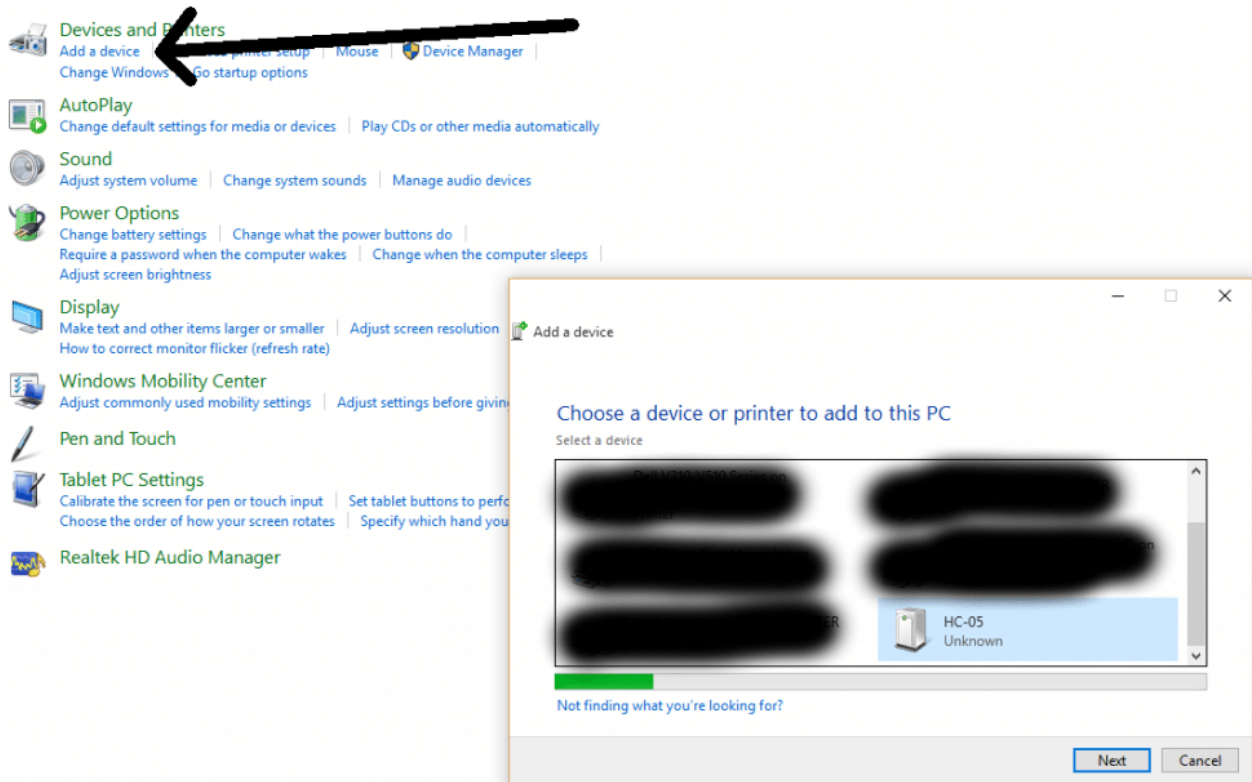 Devices and Printers
Add a device printer setup Mouse Device Manager
Change Windows Go startup options
AutoPlay
Change default settings for media or devices Play CDs or other media automatically
Sound
Adjust system volume Change system sounds Manage audio devices
Power Options
Change battery settings Change what the power buttons do
Require a password when the computer wakes Change when the computer sleeps
Adjust screen brightness
Display
Make text and other items larger or smaller Adjust screen resolution
How to correct monitor flicker (refresh rate)
Windows Mobility Center
Adjust commonly used mobility settings Adjust settings before givin
Pen and Touch
Tablet PC Settings
Calibrate the screen for pen or touch input Set tablet buttons to perfo
Choose the order of how your screen rotates Specify which hand you
Realtek HD Audio Manager
Add a device
Choose a device or printer to add to this PC
Select a device
HC-05
Unknown
Not finding what you're looking for?
Next Cancel